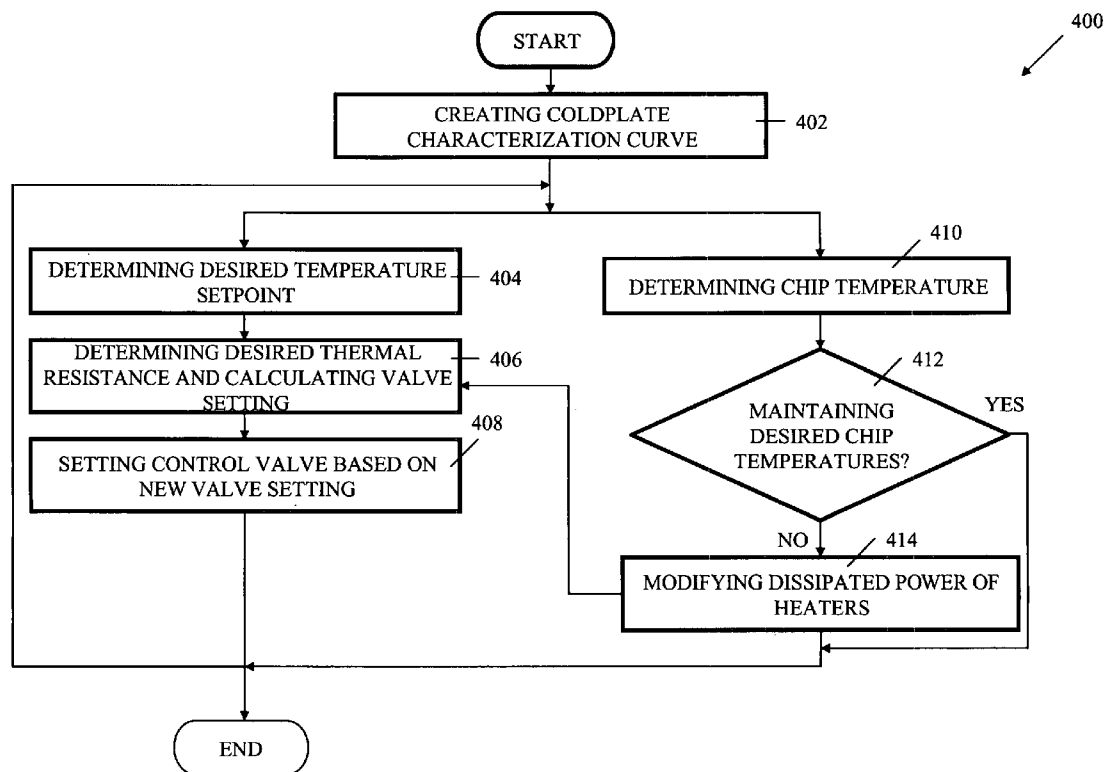 START
400
CREATING COLDPLATE
CHARACTERIZATION CURVE
402
DETERMINING DESIRED TEMPERATURE
SETPOINT
404
410
DETERMINING CHIP TEMPERATURE
DETERMINING DESIRED THERMAL
RESISTANCE AND CALCULATING VALVE
SETTING
406
412
MAINTAINING
DESIRED CHIP
TEMPERATURES?
YES
408
SETTING CONTROL VALVE BASED ON
NEW VALVE SETTING
NO
414
MODIFYING DISSIPATED POWER OF
HEATERS
END